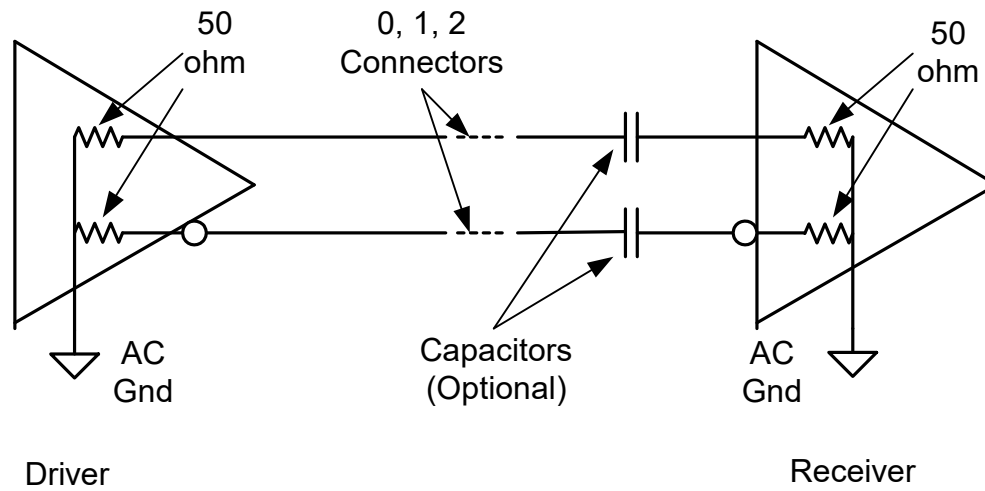 50
ohm
0, 1, 2
Connectors
50
ohm
Capacitors
(Optional)
AC
Gnd
AC
Gnd
Driver
Receiver